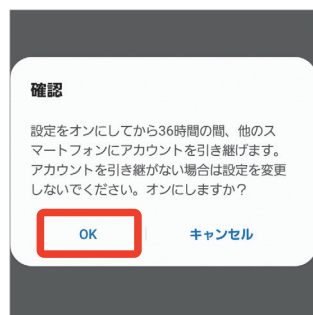 確認
設定をオンにしてから36時間の間、他のス
マートフォンにアカウントを引き継げます。
アカウントを引き継がない場合は設定を変更
しないでください。オンにしますか？
OK キャンセル